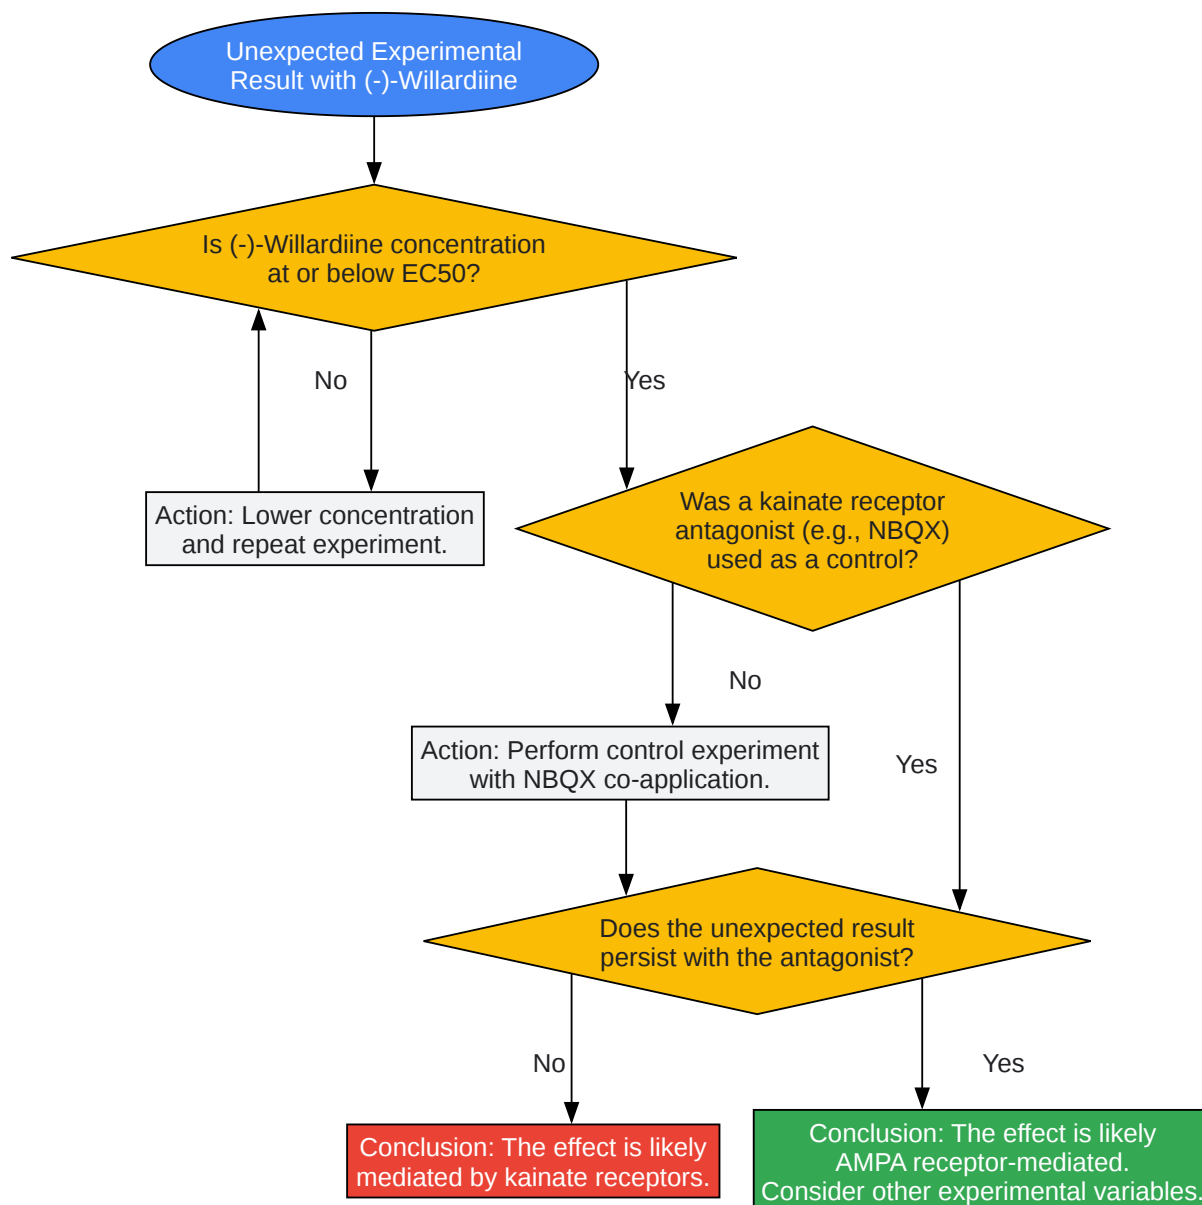 Unexpected Experimental
Result with (-)-Willardiine
Is (-)-Willardiine concentration
at or below EC50?
No
Yes
Action: Lower concentration
and repeat experiment.
Was a kainate receptor
antagonist (e.g., NBQX)
used as a control?
No
Action: Perform control experiment
with NBQX co-application.
Yes
Does the unexpected result
persist with the antagonist?
No
Yes
Conclusion: The effect is likely
mediated by kainate receptors.
Conclusion: The effect is likely
AMPA receptor-mediated.
Consider other experimental variables.